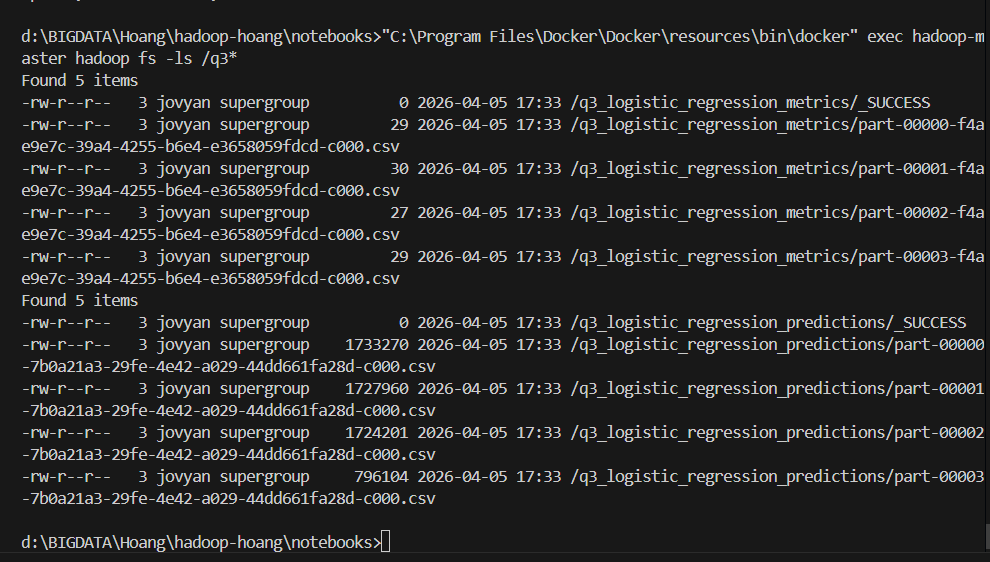 d:\BIGDATA\Hoang\hadoop-hoang\notebooks>"C:\Program Files\Docker\Docker\resources\bin\docker" exec hadoop-m
aster hadoop fs -ls /q3*
Found 5 items
-rw-r--r--   3 jovyan supergroup          0 2026-04-05 17:33 /q3_logistic_regression_metrics/_SUCCESS
-rw-r--r--   3 jovyan supergroup         29 2026-04-05 17:33 /q3_logistic_regression_metrics/part-00000-f4a
e9e7c-39a4-4255-b6e4-e3658059fdcd-c000.csv
-rw-r--r--   3 jovyan supergroup         30 2026-04-05 17:33 /q3_logistic_regression_metrics/part-00001-f4a
e9e7c-39a4-4255-b6e4-e3658059fdcd-c000.csv
-rw-r--r--   3 jovyan supergroup         27 2026-04-05 17:33 /q3_logistic_regression_metrics/part-00002-f4a
e9e7c-39a4-4255-b6e4-e3658059fdcd-c000.csv
-rw-r--r--   3 jovyan supergroup         29 2026-04-05 17:33 /q3_logistic_regression_metrics/part-00003-f4a
e9e7c-39a4-4255-b6e4-e3658059fdcd-c000.csv
Found 5 items
-rw-r--r--   3 jovyan supergroup          0 2026-04-05 17:33 /q3_logistic_regression_predictions/_SUCCESS
-rw-r--r--   3 jovyan supergroup    1733270 2026-04-05 17:33 /q3_logistic_regression_predictions/part-00000
-7b0a21a3-29fe-4e42-a029-44dd661fa28d-c000.csv
-rw-r--r--   3 jovyan supergroup    1727960 2026-04-05 17:33 /q3_logistic_regression_predictions/part-00001
-7b0a21a3-29fe-4e42-a029-44dd661fa28d-c000.csv
-rw-r--r--   3 jovyan supergroup    1724201 2026-04-05 17:33 /q3_logistic_regression_predictions/part-00002
-7b0a21a3-29fe-4e42-a029-44dd661fa28d-c000.csv
-rw-r--r--   3 jovyan supergroup     796104 2026-04-05 17:33 /q3_logistic_regression_predictions/part-00003
-7b0a21a3-29fe-4e42-a029-44dd661fa28d-c000.csv
d:\BIGDATA\Hoang\hadoop-hoang\notebooks>